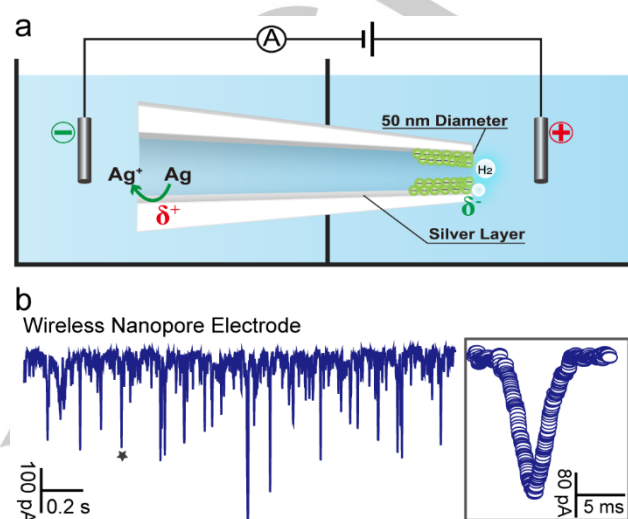 a
A
−
+
50 nm Diameter
Ag⁺ Ag
H₂
δ⁺
δ⁻
Silver Layer
b
Wireless Nanopore Electrode
100 pA
0.2 s
80 pA
5 ms